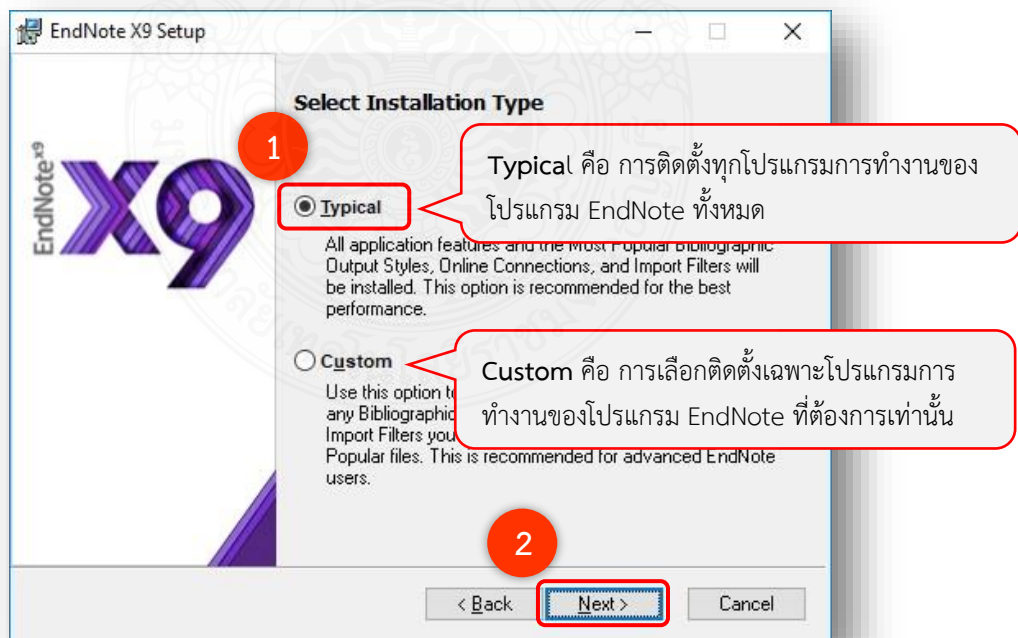 EndNote X9 Setup
EndNote x9
X9
Select Installation Type
1
Typical
Typical คือ การติดตั้งทุกโปรแกรมการทำงานของ
โปรแกรม EndNote ทั้งหมด
All application features and the Most Popular Bibliographic
Output Styles, Online Connections, and Import Filters will
be installed. This option is recommended for the best
performance.
Custom
Custom คือ การเลือกติดตั้งเฉพาะโปรแกรมการ
ทำงานของโปรแกรม EndNote ที่ต้องการเท่านั้น
Use this option
any Bibliographic
Import Filters you
Popular files. This is recommended for advanced EndNote
users.
2
< Back
Next >
Cancel